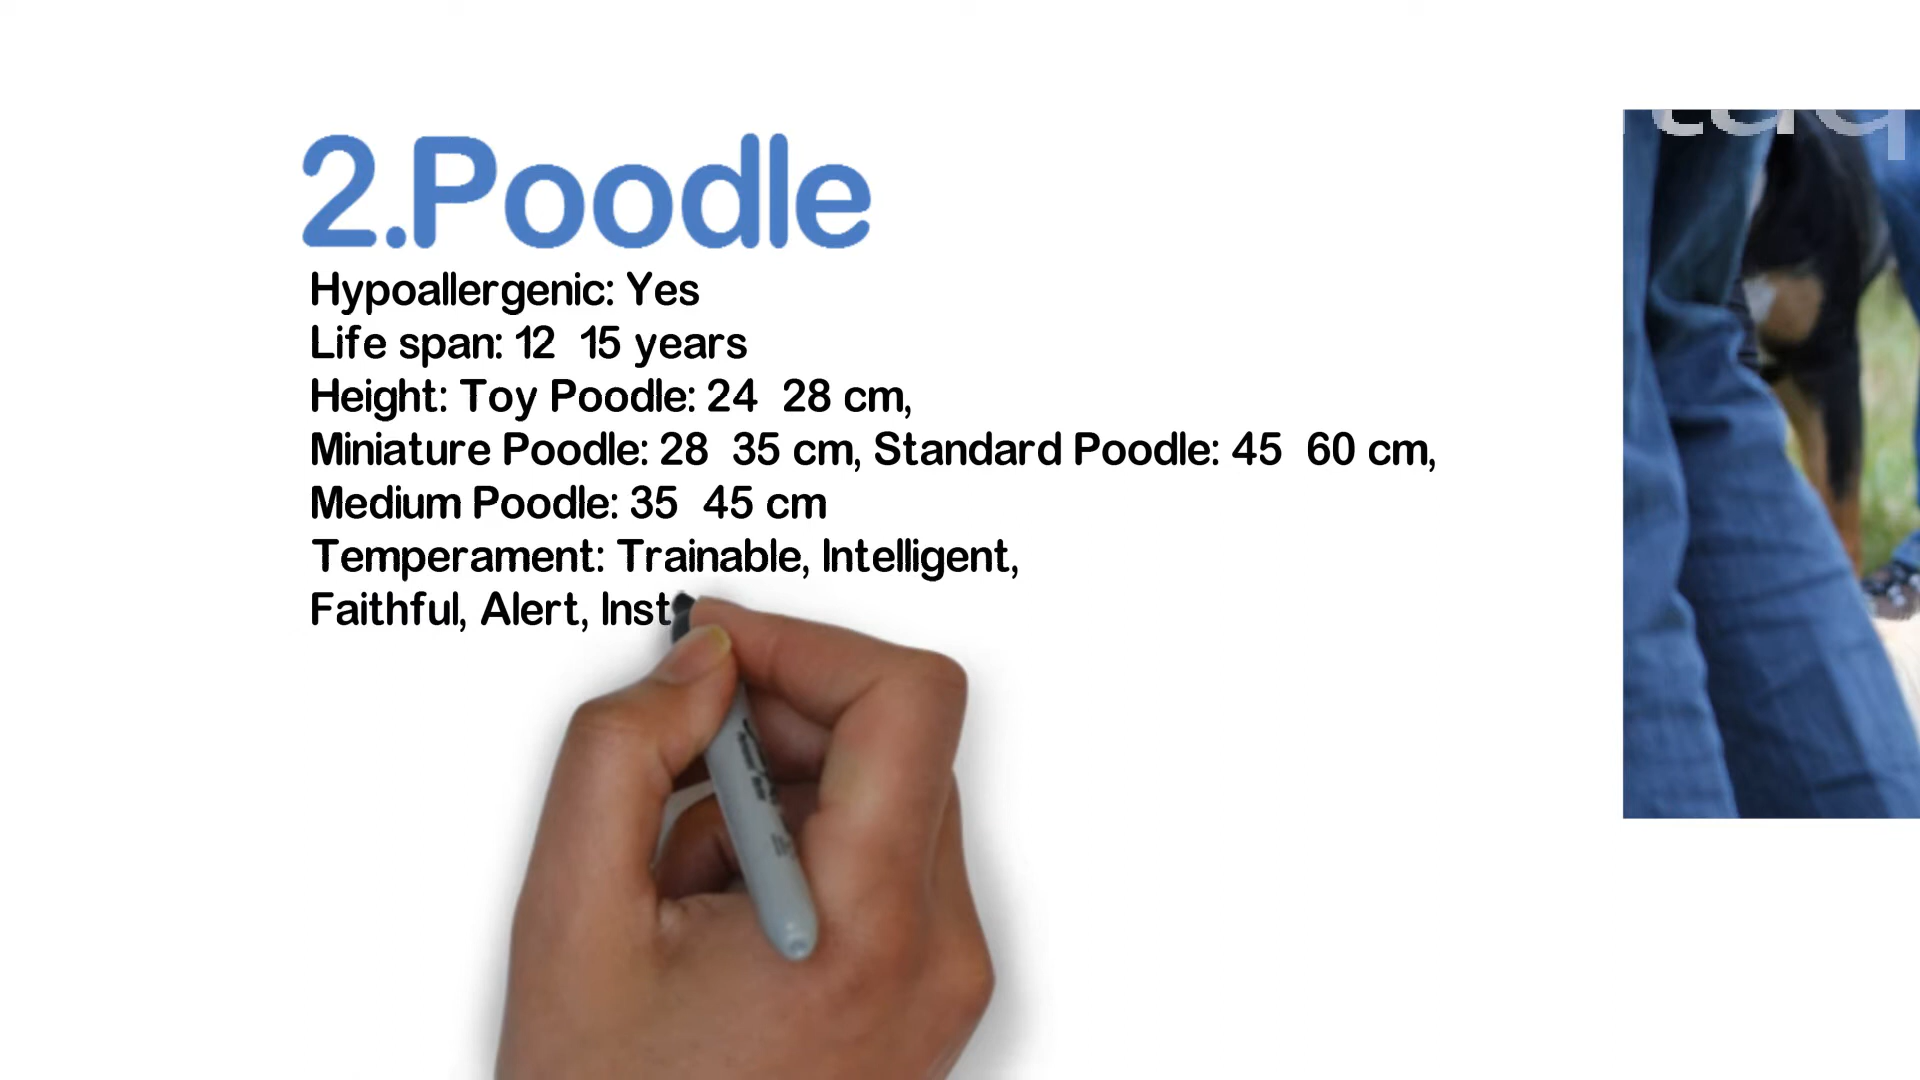 2.Poodle
Hypoallergenic: Yes
Life span: 12  15 years
Height: Toy Poodle: 24  28 cm,
Miniature Poodle: 28  35 cm, Standard Poodle: 45  60 cm,
Medium Poodle: 35  45 cm
Temperament: Trainable, Intelligent,
Faithful, Alert, Inst